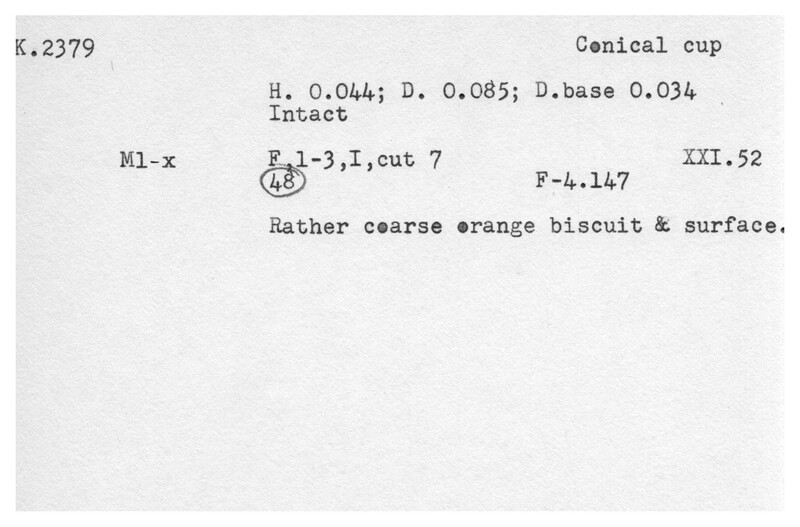 K.2379 Conical cup
H. 0.044; D. 0.085; D.base 0.034
Intact
M1-x F,1-3,I,cut 7 XXI.52
48 F-4.147
Rather coarse orange biscuit & surface.